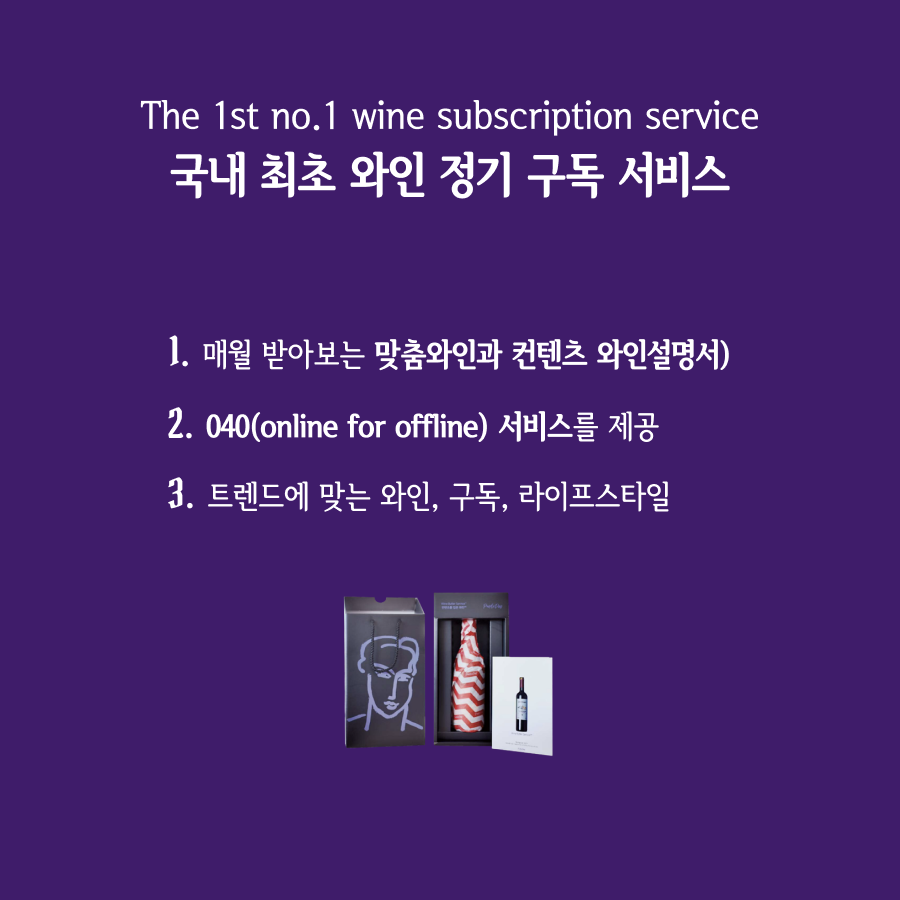 The 1st no.1 wine subscription service
국내 최초 와인 정기 구독 서비스
1. 매월 받아보는 맞춤와인과 컨텐츠 와인설명서)
2. O4O(online for offline) 서비스를 제공
3. 트렌드에 맞는 와인, 구독, 라이프스타일